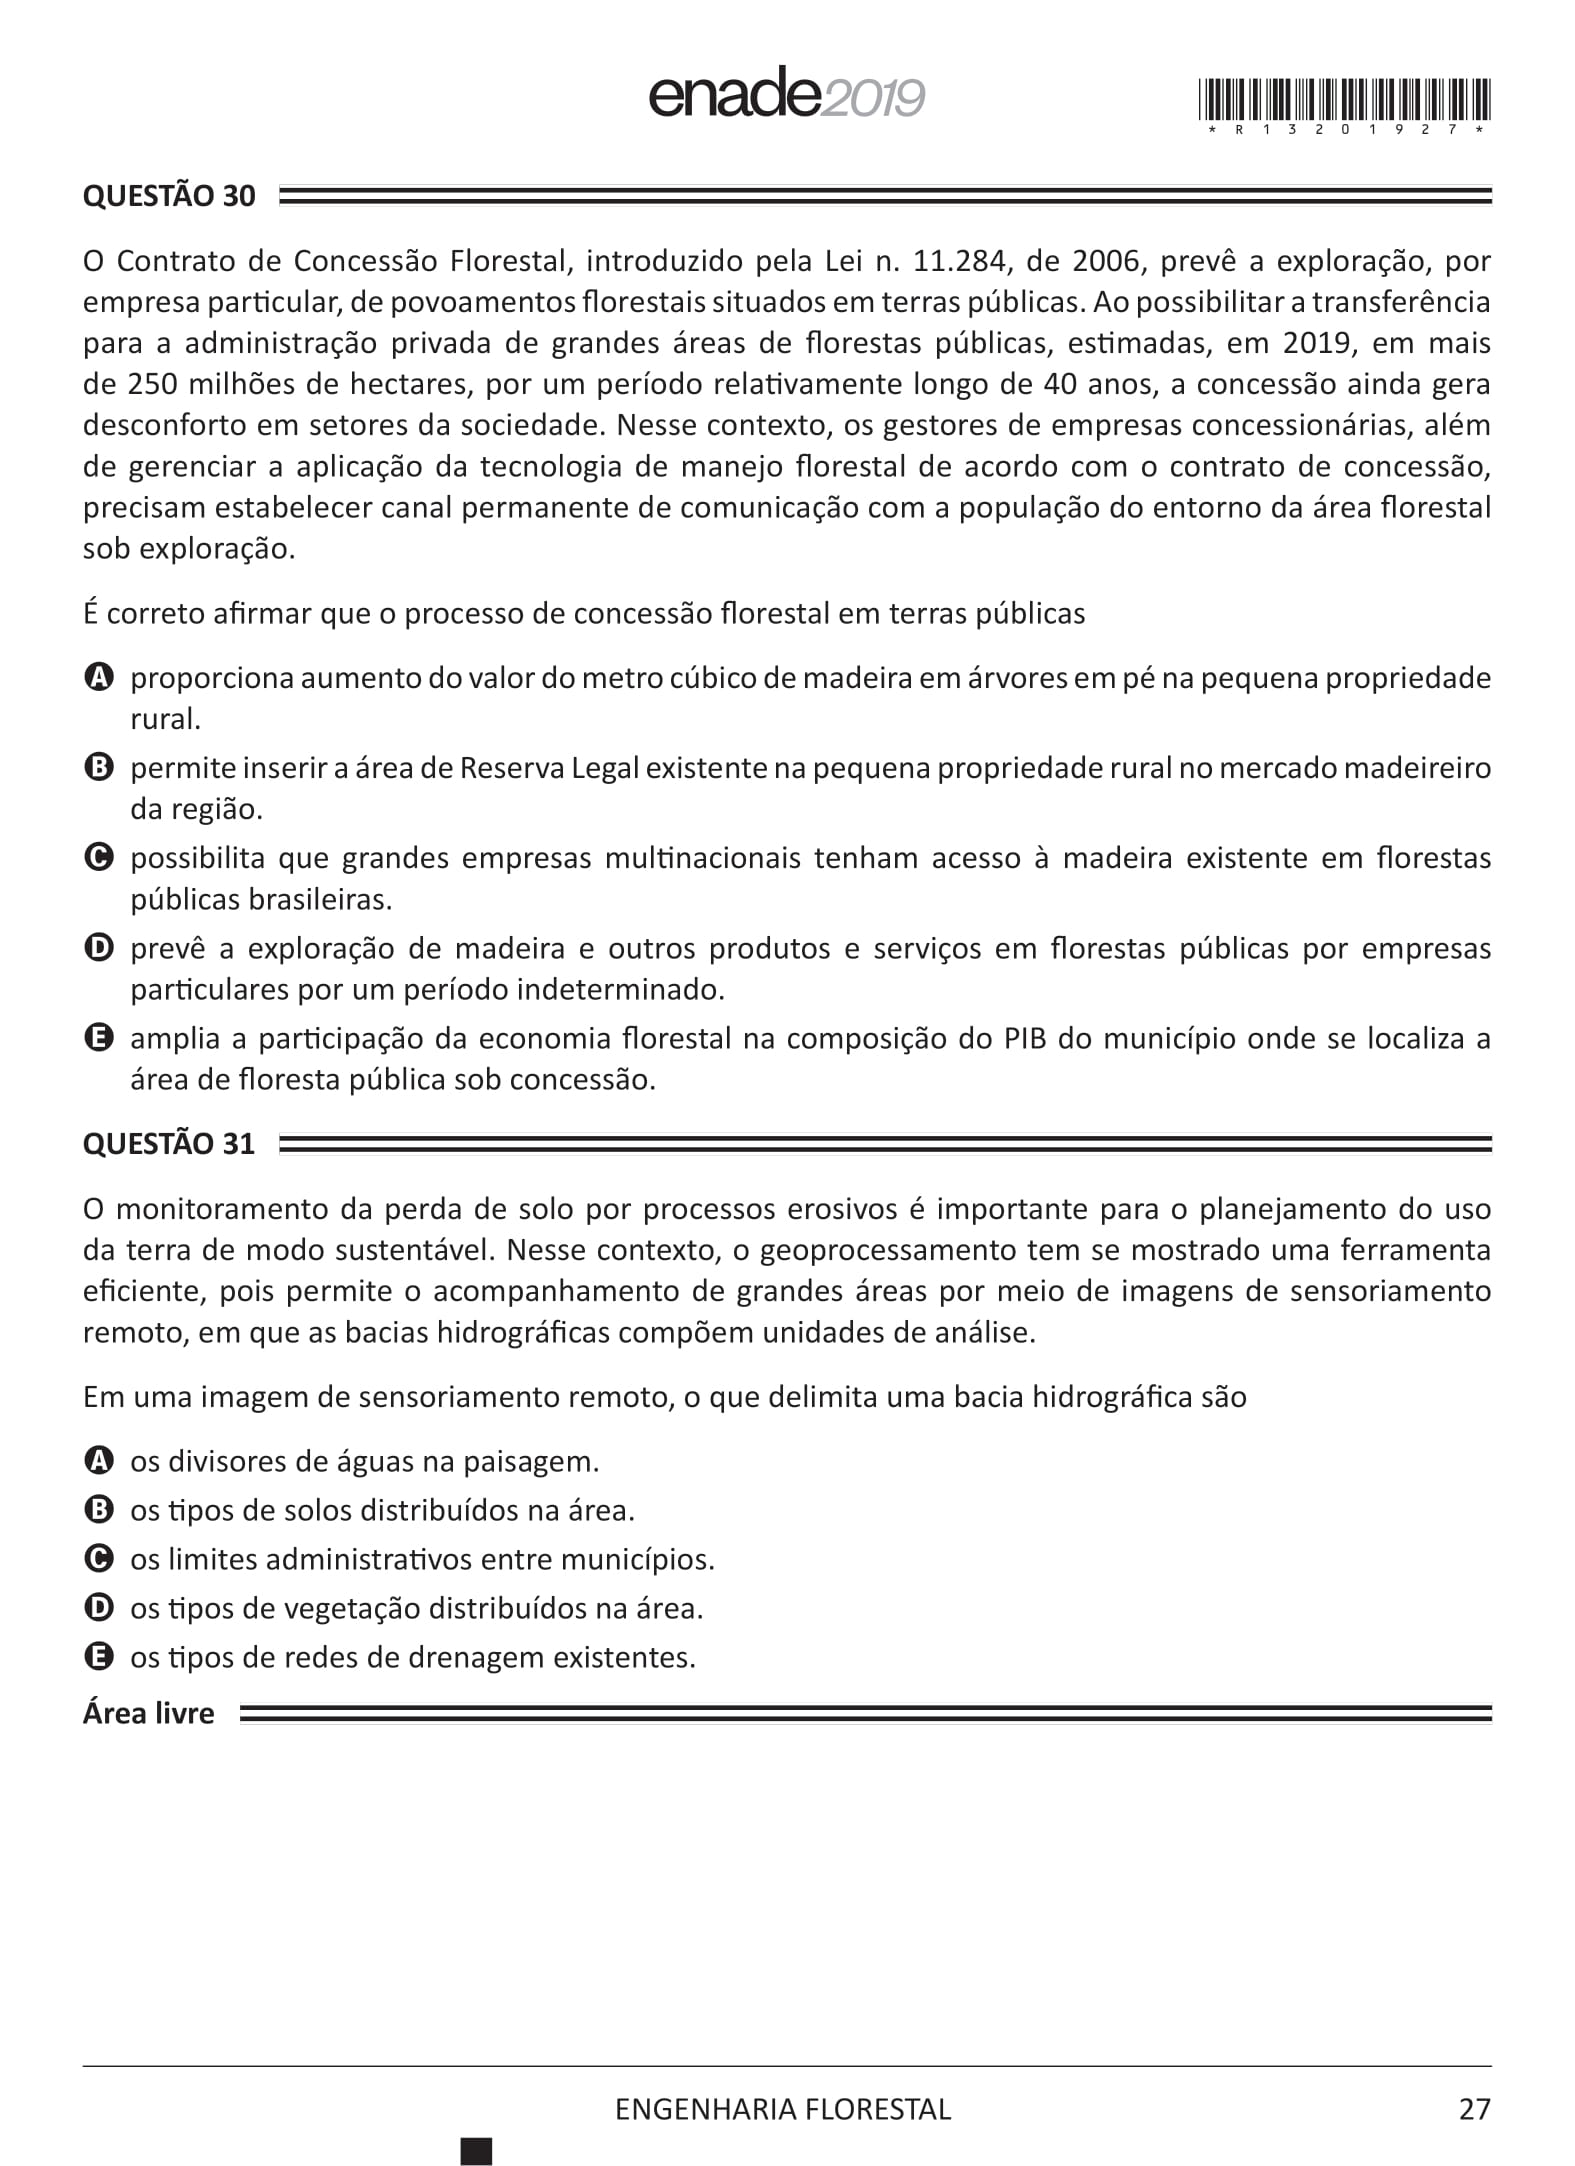 enade2019
*R13201927*
QUESTÃO 30
O Contrato de Concessão Florestal, introduzido pela Lei n. 11.284, de 2006, prevê a exploração, por
empresa particular, de povoamentos florestais situados em terras públicas. Ao possibilitar a transferência
para a administração privada de grandes áreas de florestas públicas, estimadas, em 2019, em mais
de 250 milhões de hectares, por um período relativamente longo de 40 anos, a concessão ainda gera
desconforto em setores da sociedade. Nesse contexto, os gestores de empresas concessionárias, além
de gerenciar a aplicação da tecnologia de manejo florestal de acordo com o contrato de concessão,
precisam estabelecer canal permanente de comunicação com a população do entorno da área florestal
sob exploração.
É correto afirmar que o processo de concessão florestal em terras públicas
A proporciona aumento do valor do metro cúbico de madeira em árvores em pé na pequena propriedade
rural.
B permite inserir a área de Reserva Legal existente na pequena propriedade rural no mercado madeireiro
da região.
C possibilita que grandes empresas multinacionais tenham acesso à madeira existente em florestas
públicas brasileiras.
D prevê a exploração de madeira e outros produtos e serviços em florestas públicas por empresas
particulares por um período indeterminado.
E amplia a participação da economia florestal na composição do PIB do município onde se localiza a
área de floresta pública sob concessão.
QUESTÃO 31
O monitoramento da perda de solo por processos erosivos é importante para o planejamento do uso
da terra de modo sustentável. Nesse contexto, o geoprocessamento tem se mostrado uma ferramenta
eficiente, pois permite o acompanhamento de grandes áreas por meio de imagens de sensoriamento
remoto, em que as bacias hidrográficas compõem unidades de análise.
Em uma imagem de sensoriamento remoto, o que delimita uma bacia hidrográfica são
A os divisores de águas na paisagem.
B os tipos de solos distribuídos na área.
C os limites administrativos entre municípios.
D os tipos de vegetação distribuídos na área.
E os tipos de redes de drenagem existentes.
Área livre
ENGENHARIA FLORESTAL
27